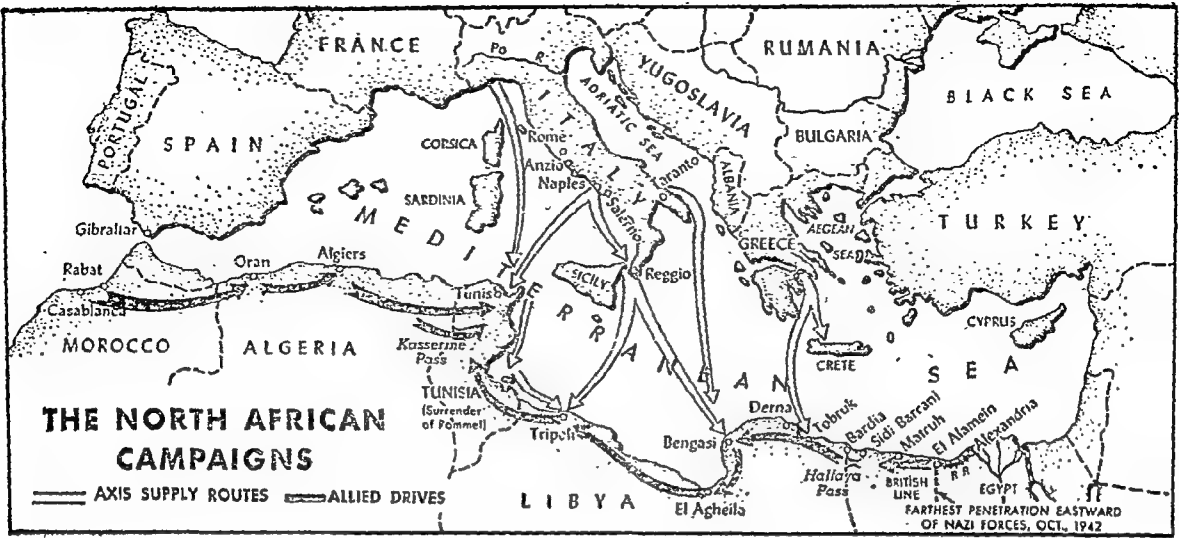 FRANCE
Po R.
RUMANIA
YUGOSLAVIA
BLACK SEA
PORTUGAL
SPAIN
ITALY
ADRIATIC SEA
BULGARIA
CORSICA
Rome
Anzio
Naples
Salerno
Taranto
ALBANIA
SARDINIA
MEDITERRANEAN SEA
TURKEY
GREECE
AEGEAN
SEA
Gibraltar
Rabat
Oran
Algiers
Tunis
SICILY
Reggio
Casablanca
CYPRUS
MOROCCO
ALGERIA
Kasserine
Pass
CRETE
TUNISIA
(Surrender
of Rommel)
THE NORTH AFRICAN
CAMPAIGNS
AXIS SUPPLY ROUTES
ALLIED DRIVES
Tripoli
Bengasi
Derna
Tobruk
Bardia
Sidi Barrani
Matruh
El Alamein
Alexandria
R R
Halfaya
Pass
BRITISH
LINE
EGYPT
LIBYA
El Agheila
FARTHEST PENETRATION EASTWARD
OF NAZI FORCES, OCT., 1942